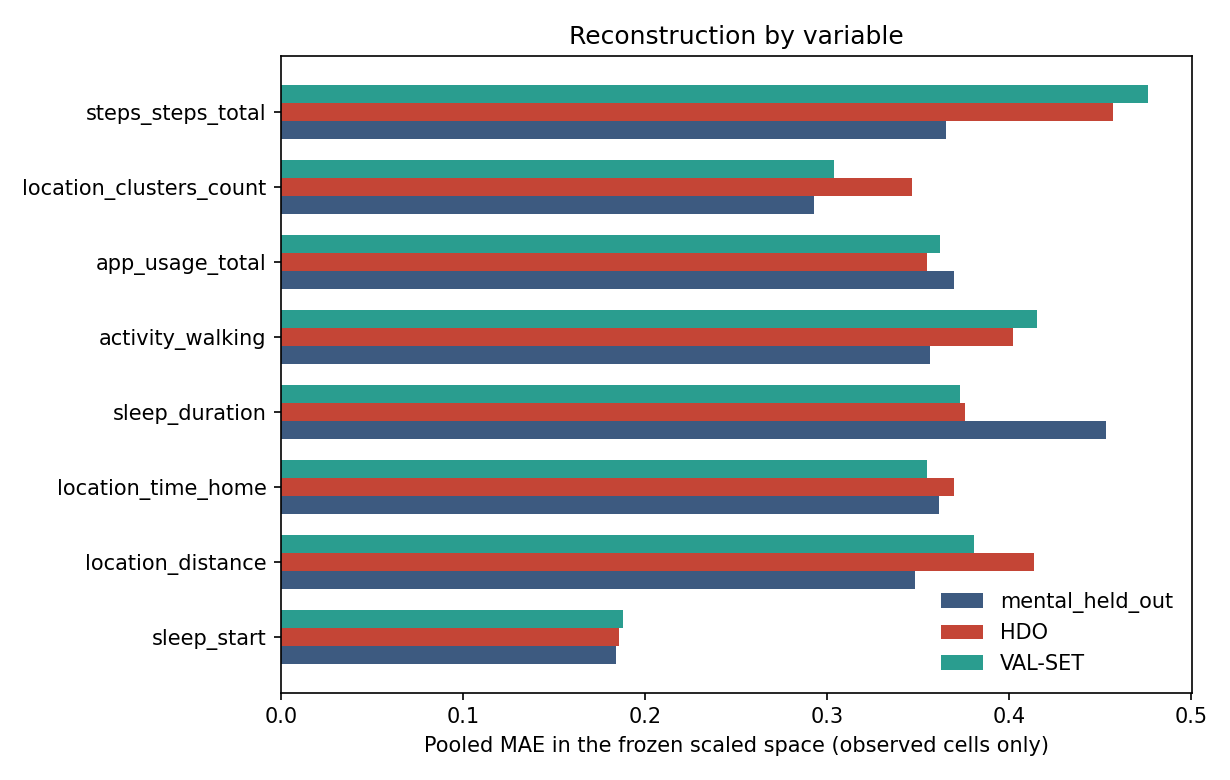 Reconstruction by variable
steps_steps_total
location_clusters_count
app_usage_total
activity_walking
sleep_duration
location_time_home
location_distance
sleep_start
mental_held_out
HDO
VAL-SET
0.0 0.1 0.2 0.3 0.4 0.5
Pooled MAE in the frozen scaled space (observed cells only)